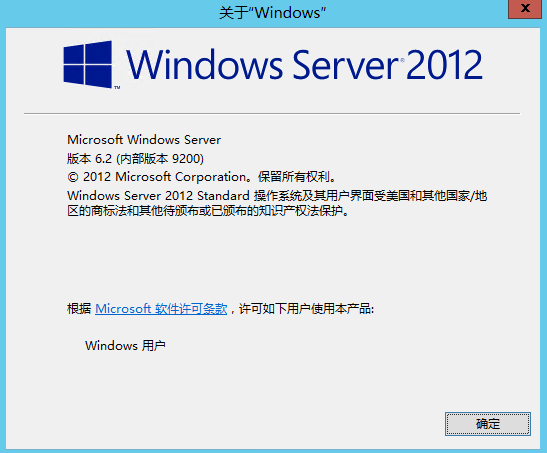 关于“Windows”
x
Windows Server® 2012
™
Microsoft Windows Server
版本 6.2 (内部版本 9200)
© 2012 Microsoft Corporation。保留所有权利。
Windows Server 2012 Standard 操作系统及其用户界面受美国和其他国家/地
区的商标法和其他待颁布或已颁布的知识产权法保护。
根据 Microsoft 软件许可条款，许可如下用户使用本产品:
Windows 用户
确定